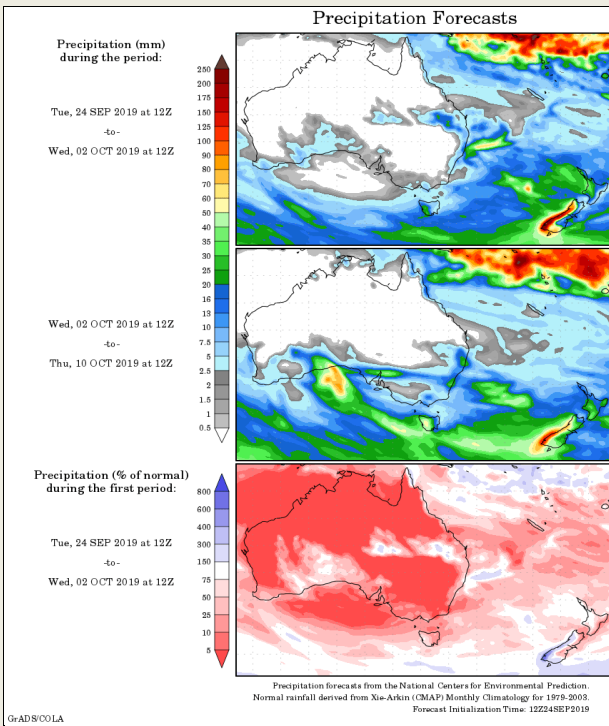 Precipitation Forecasts
Precipitation (mm)
during the period:
Tue, 24 SEP 2019 at 12Z
-to-
Wed, 02 OCT 2019 at 12Z
250
200
175
150
125
100
90
80
70
60
50
40
35
30
25
20
16
13
10
7.5
5
2.5
2
1.5
1
0.5
Wed, 02 OCT 2019 at 12Z
-to-
Thu, 10 OCT 2019 at 12Z
Precipitation (% of normal)
during the first period:
Tue, 24 SEP 2019 at 12Z
-to-
Wed, 02 OCT 2019 at 12Z
800
600
400
300
150
75
50
25
10
5
Precipitation forecasts from the National Centers for Environmental Prediction.
Normal rainfall derived from Xie-Arkin (CMAP) Monthly Climatology for 1979-2003.
Forecast Initialization Time: 12Z24SEP2019
GrADS/COLA